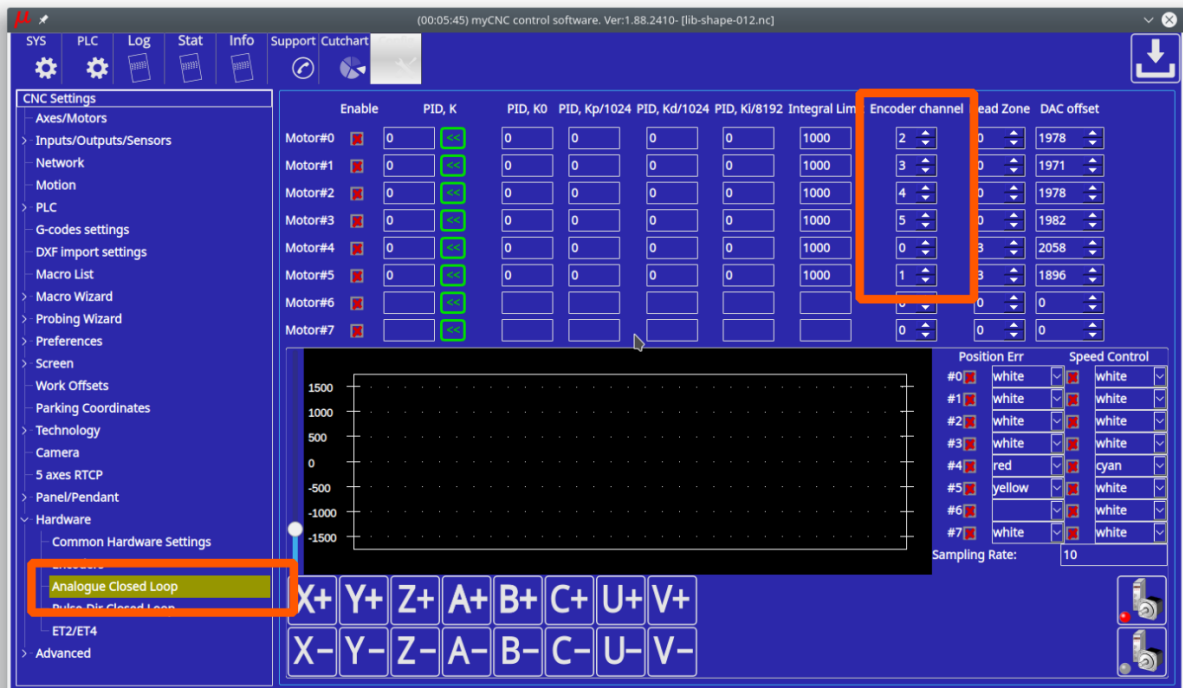 (00:05:45) myCNC control software. Ver:1.88.2410- [lib-shape-012.nc]
SYS PLC Log Stat Info Support Cutchart
CNC Settings
Axes/Motors
Inputs/Outputs/Sensors
Network
Motion
PLC
G-codes settings
DXF import settings
Macro List
Macro Wizard
Probing Wizard
Preferences
Screen
Work Offsets
Parking Coordinates
Technology
Camera
5 axes RTCP
Panel/Pendant
Hardware
Common Hardware Settings
Encoders
Analogue Closed Loop
Pulse-Dir Closed Loop
ET2/ET4
Advanced
Enable PID, K PID, K0 PID, Kp/1024 PID, Kd/1024 PID, Ki/8192 Integral Lim Encoder channel ead Zone DAC offset
Motor#0 0 << 0 0 0 0 1000 2 0 1978
Motor#1 0 << 0 0 0 0 1000 3 0 1971
Motor#2 0 << 0 0 0 0 1000 4 0 1978
Motor#3 0 << 0 0 0 0 1000 5 0 1982
Motor#4 0 << 0 0 0 0 1000 0 3 2058
Motor#5 0 << 0 0 0 0 1000 1 3 1896
Motor#6 << 0 0 0
Motor#7 << 0 0 0
1500
1000
500
0
-500
-1000
-1500
Position Err Speed Control
#0 white white
#1 white white
#2 white white
#3 white white
#4 red cyan
#5 yellow white
#6 white
#7 white white
Sampling Rate: 10
X+ Y+ Z+ A+ B+ C+ U+ V+
X− Y− Z− A− B− C− U− V−